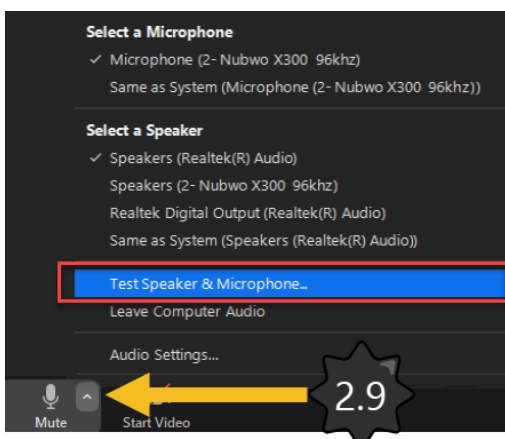 Select a Microphone
✓ Microphone (2- Nubwo X300 96khz)
Same as System (Microphone (2- Nubwo X300 96khz))
Select a Speaker
✓ Speakers (Realtek(R) Audio)
Speakers (2- Nubwo X300 96khz)
Realtek Digital Output (Realtek(R) Audio)
Same as System (Speakers (Realtek(R) Audio))
Test Speaker & Microphone...
Leave Computer Audio
Audio Settings...
2.9
Mute
Start Video